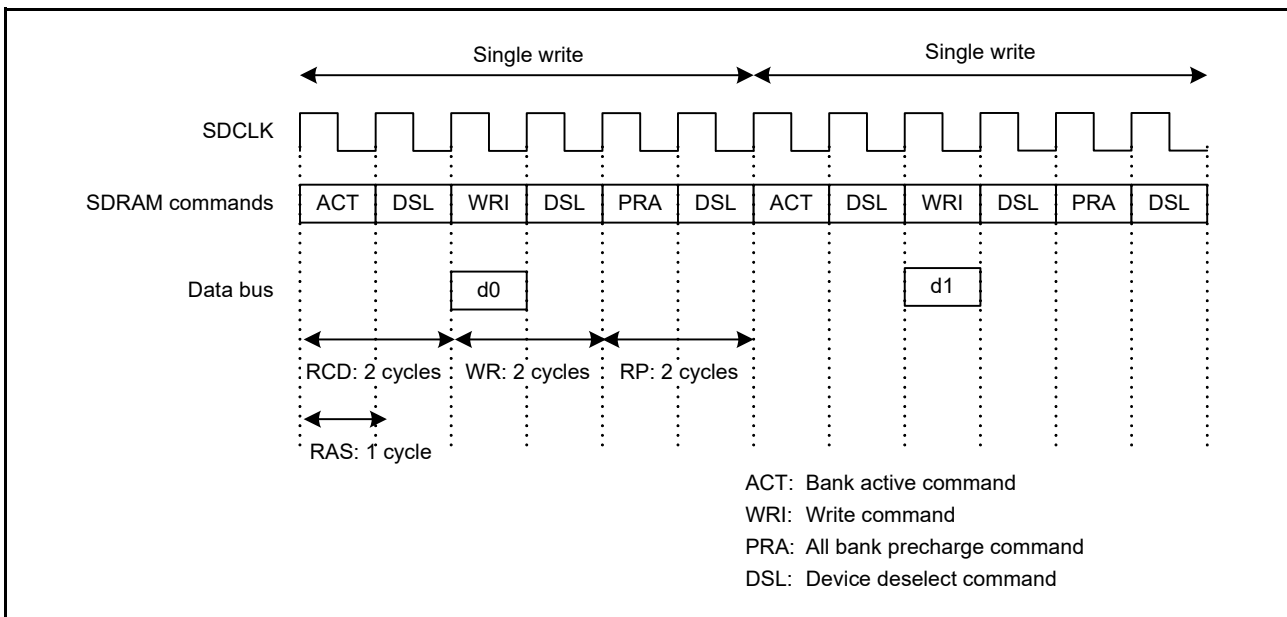 Single write Single write
SDCLK
SDRAM commands ACT DSL WRI DSL PRA DSL ACT DSL WRI DSL PRA DSL
Data bus d0 d1
RCD: 2 cycles WR: 2 cycles RP: 2 cycles
RAS: 1 cycle
ACT: Bank active command
WRI: Write command
PRA: All bank precharge command
DSL: Device deselect command